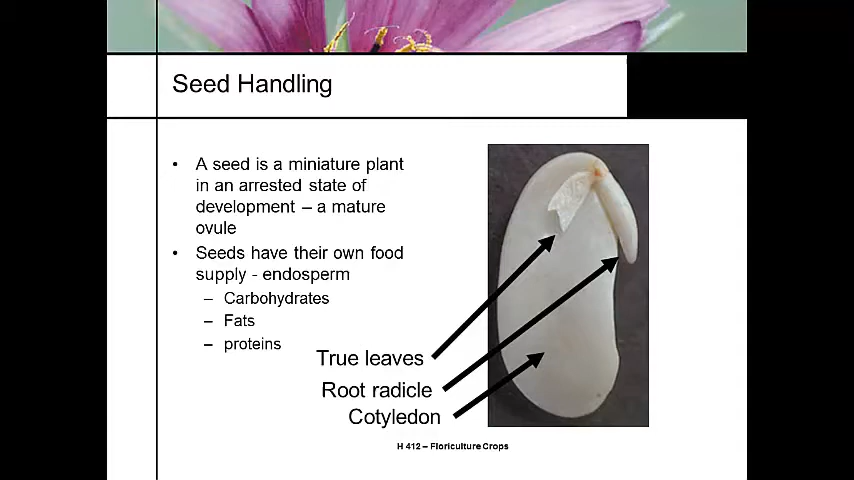 Seed Handling
• A seed is a miniature plant
in an arrested state of
development – a mature
ovule
• Seeds have their own food
supply - endosperm
– Carbohydrates
– Fats
– proteins
True leaves
Root radicle
Cotyledon
H 412 – Floriculture Crops